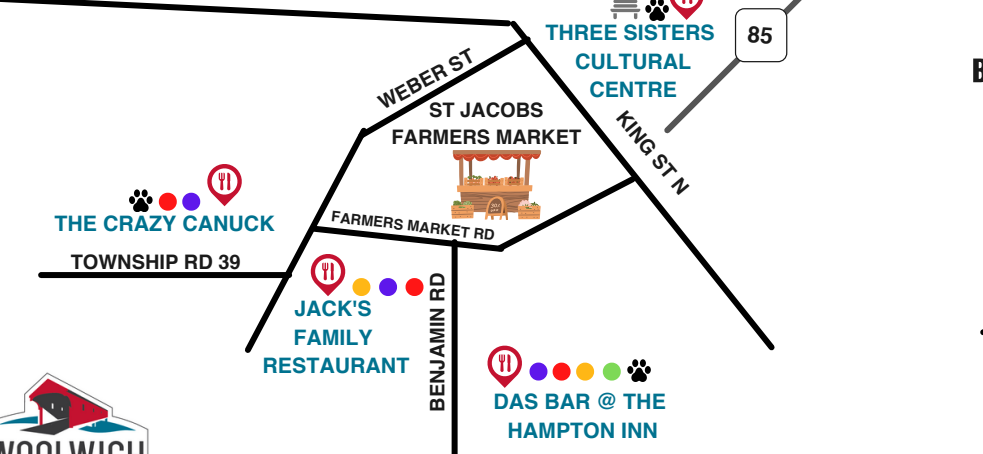 THREE SISTERS
CULTURAL
CENTRE
85
WEBER ST
ST JACOBS
FARMERS MARKET
KING ST N
THE CRAZY CANUCK
FARMERS MARKET RD
TOWNSHIP RD 39
JACK'S
FAMILY
RESTAURANT
BENJAMIN RD
DAS BAR @ THE
HAMPTON INN
WOOLWICH